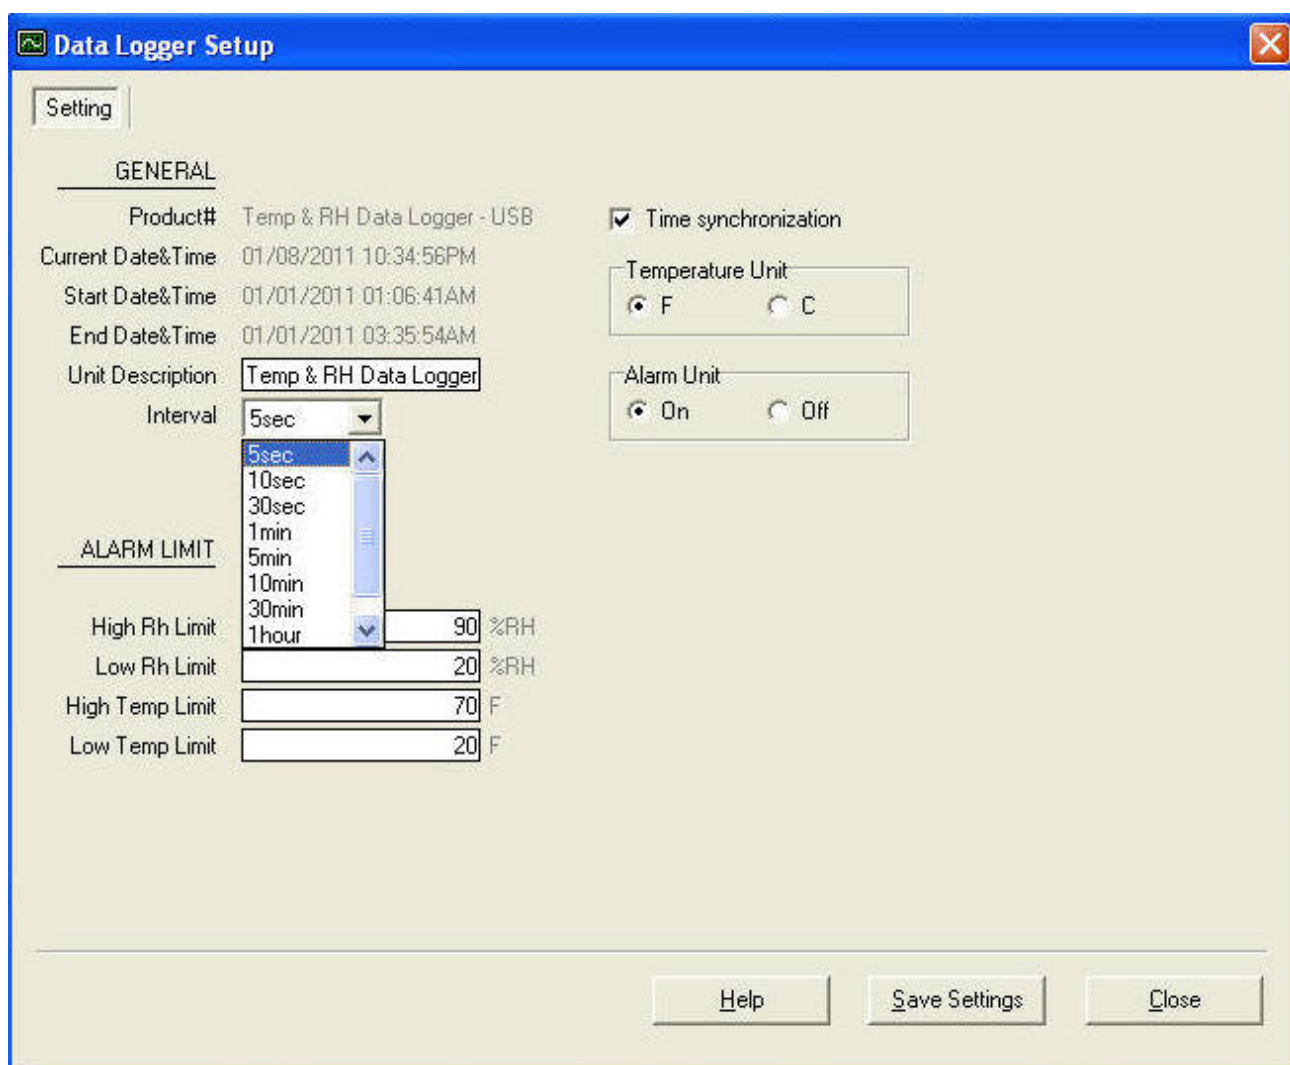 Data Logger Setup
Setting
GENERAL
Product# Temp & RH Data Logger - USB
Current Date&Time 01/08/2011 10:34:56PM
Start Date&Time 01/01/2011 01:06:41AM
End Date&Time 01/01/2011 03:35:54AM
Unit Description Temp & RH Data Logger
Interval 5sec
5sec
10sec
30sec
1min
5min
10min
30min
1hour
Time synchronization
Temperature Unit
F C
Alarm Unit
On Off
ALARM LIMIT
High Rh Limit 90 %RH
Low Rh Limit 20 %RH
High Temp Limit 70 F
Low Temp Limit 20 F
Help Save Settings Close